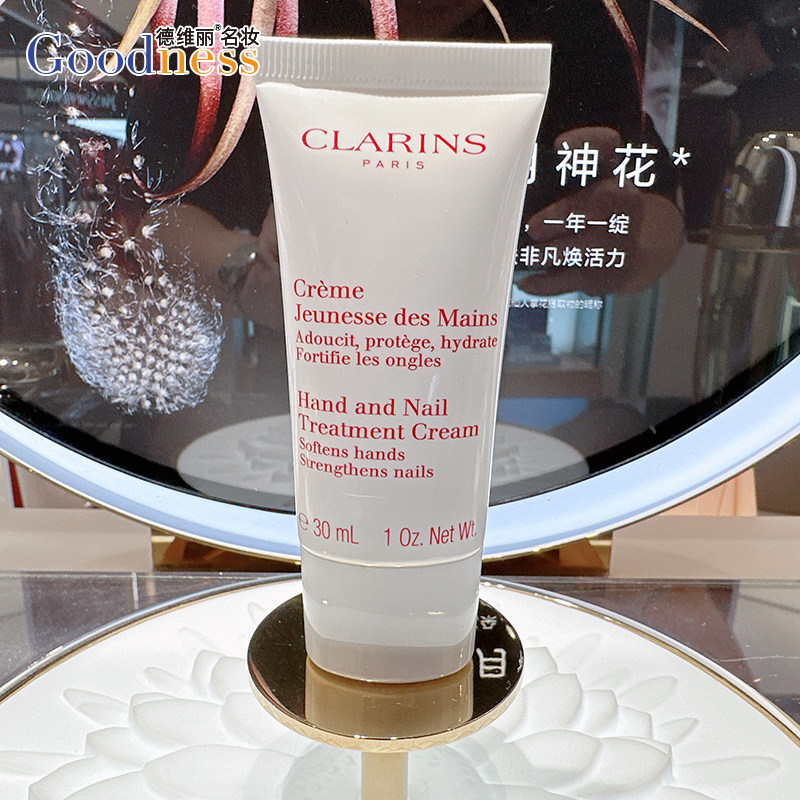 德维丽®名妆
Goodness
CLARINS
PARIS
Crème
Jeunesse des Mains
Adoucit, protège, hydrate
Fortifie les ongles
Hand and Nail
Treatment Cream
Softens hands
Strengthens nails
e 30 mL 1 Oz. Net Wt.
神花*
，一年一绽
非凡焕活力